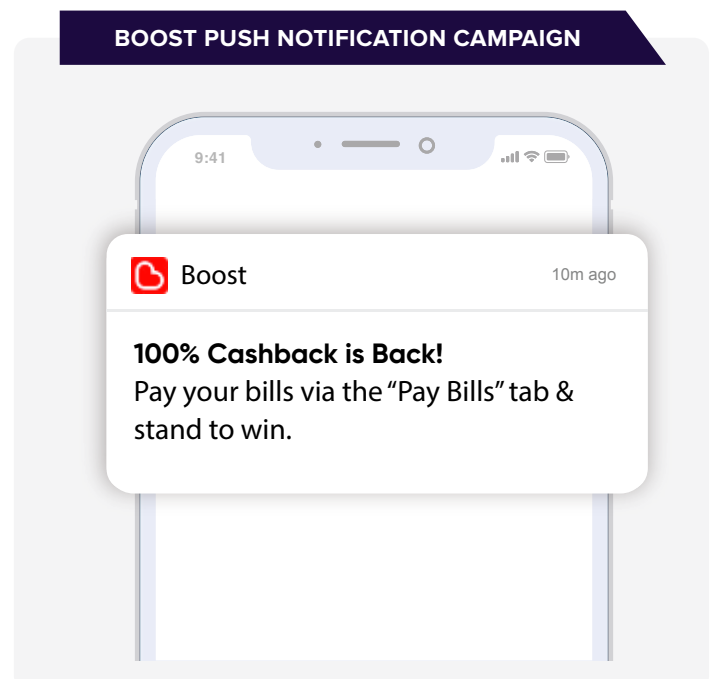 BOOST PUSH NOTIFICATION CAMPAIGN
9:41
Boost
10m ago
100% Cashback is Back!
Pay your bills via the “Pay Bills” tab &
stand to win.